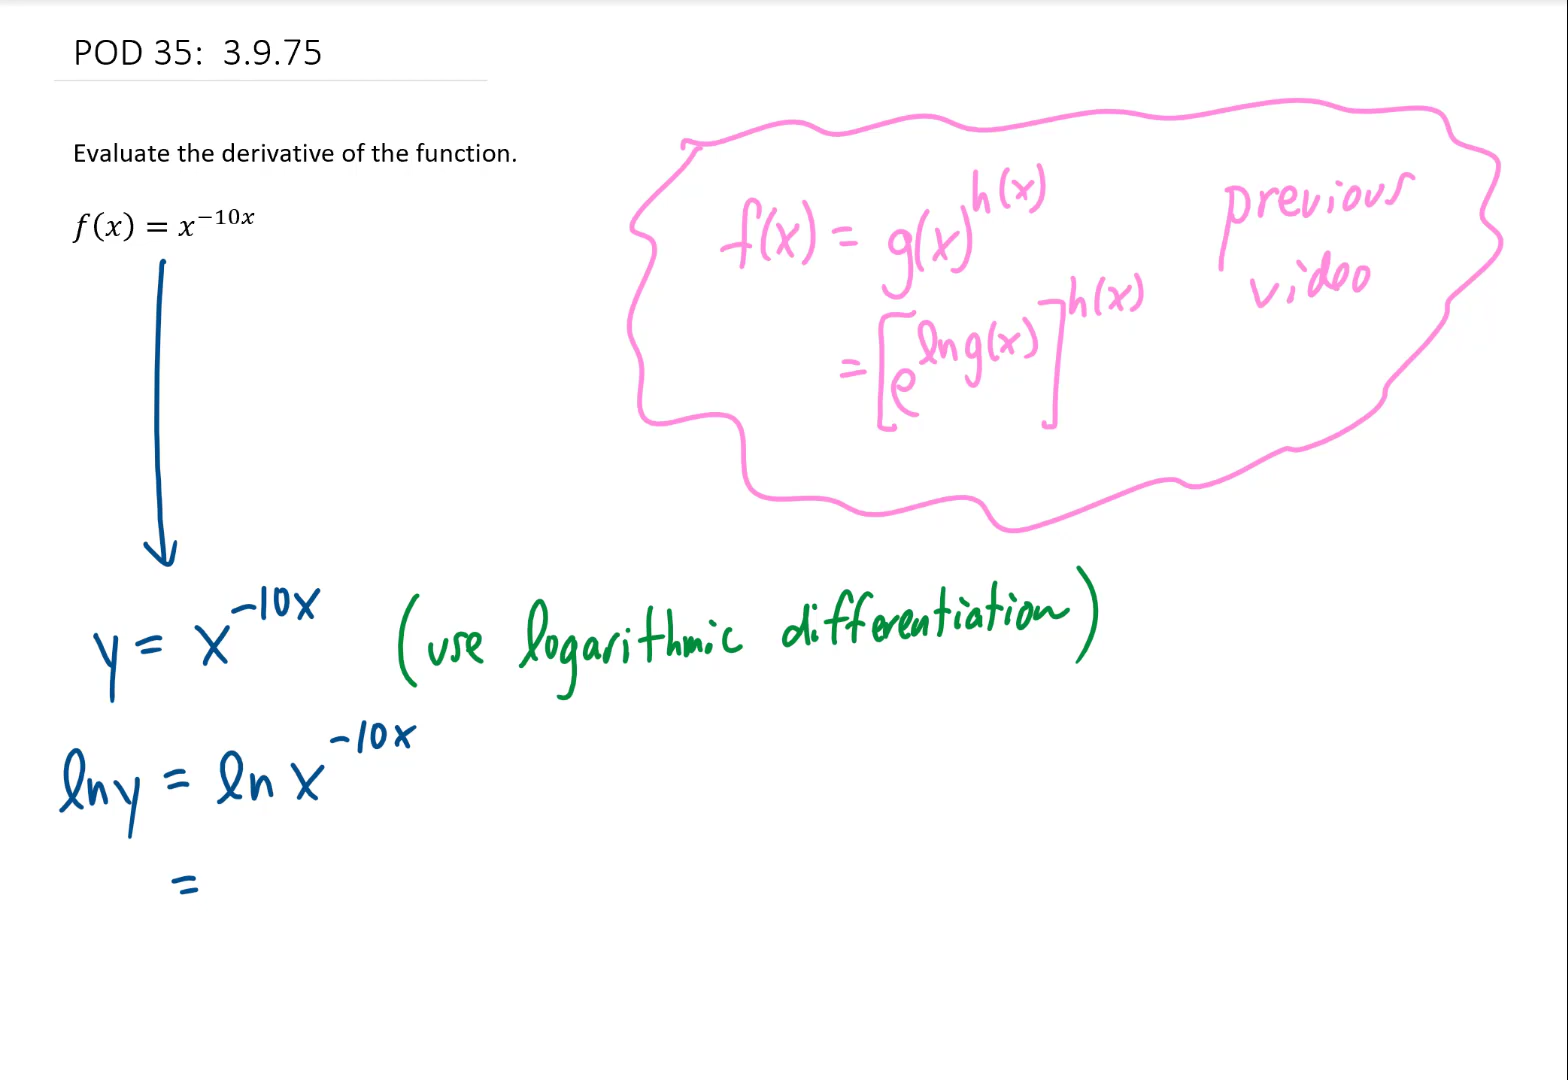 POD 35: 3.9.75
Evaluate the derivative of the function.
f(x) = x^{-10x}
f(x) = g(x)^{h(x)}
= [e^{ln g(x)}]^{h(x)}
previous
video
y = x^{-10x} (use logarithmic differentiation)
ln y = ln x^{-10x}
=